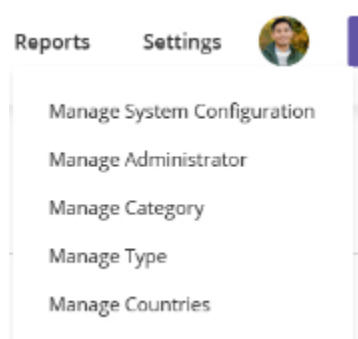 Reports Settings
Manage System Configuration
Manage Administrator
Manage Category
Manage Type
Manage Countries